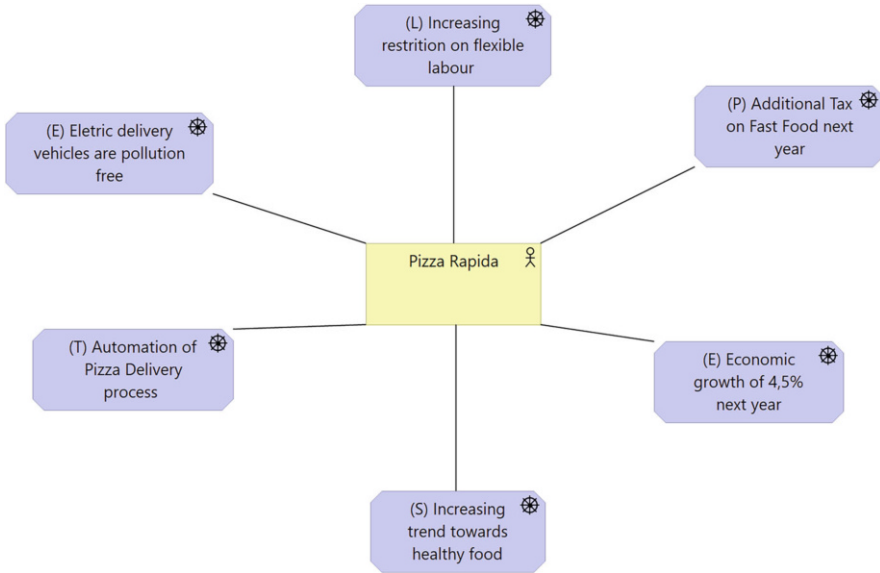 (L) Increasing
restrition on flexible
labour
(P) Additional Tax
on Fast Food next
year
(E) Eletric delivery
vehicles are pollution
free
Pizza Rapida
(T) Automation of
Pizza Delivery
process
(E) Economic
growth of 4,5%
next year
(S) Increasing
trend towards
healthy food